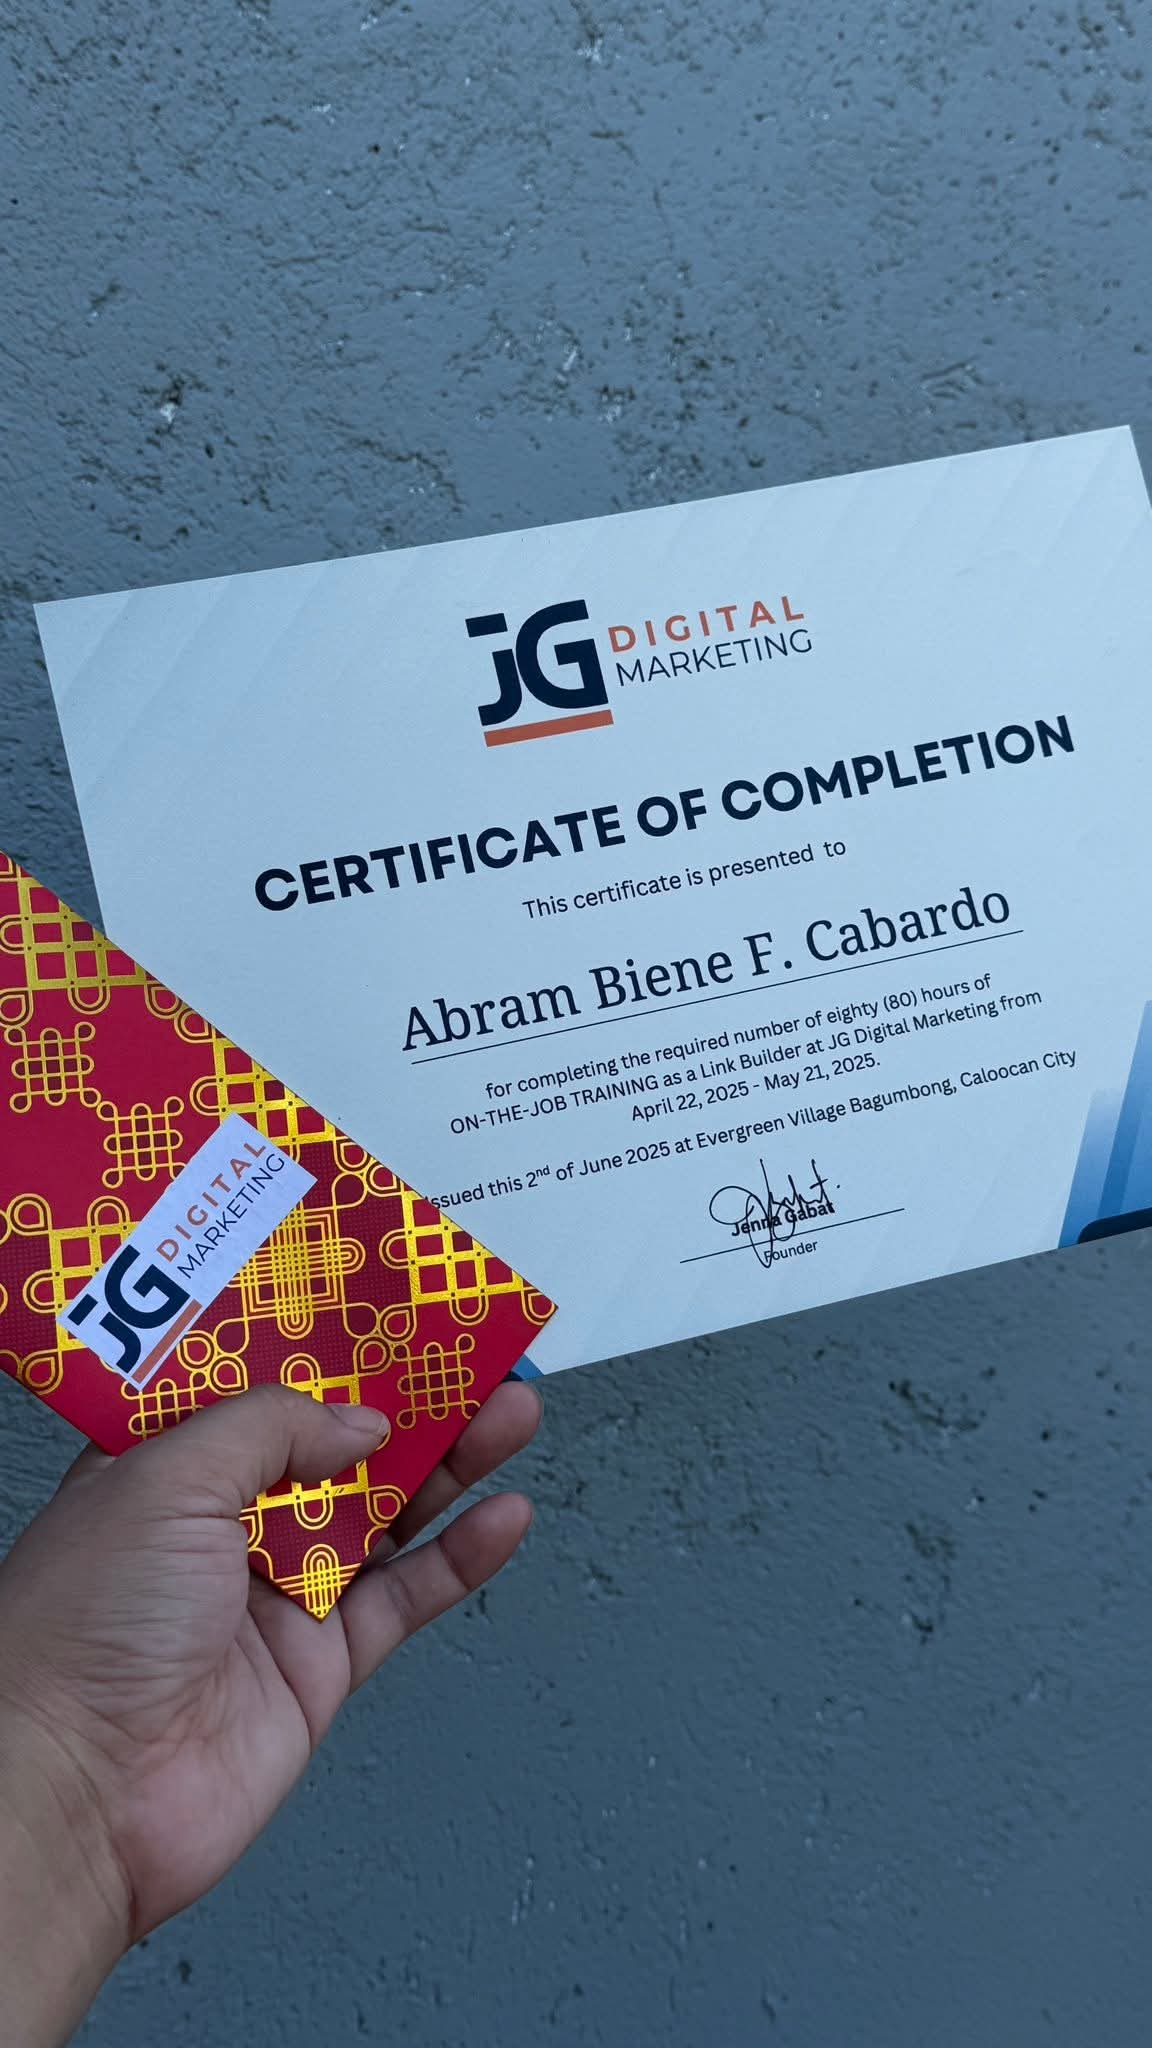 JG DIGITAL
MARKETING
CERTIFICATE OF COMPLETION
This certificate is presented to
Abram Biene F. Cabardo
for completing the required number of eighty (80) hours of
ON-THE-JOB TRAINING as a Link Builder at JG Digital Marketing from
April 22, 2025 - May 21, 2025.
Issued this 2nd of June 2025 at Evergreen Village Bagumbong, Caloocan City
Jenna Gabat
Founder
JG DIGITAL
MARKETING